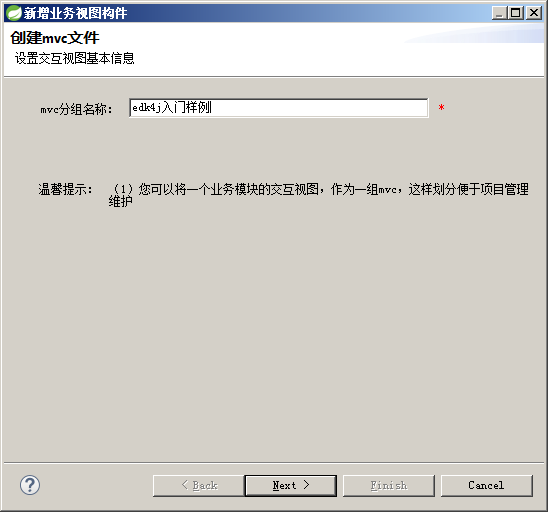 新增业务视图构件
创建mvc文件
设置交互视图基本信息
mvc分组名称： edk4j入门样例 *
温馨提示： （1）您可以将一个业务模块的交互视图，作为一组mvc，这样划分便于项目管理
维护
? < Back Next > Finish Cancel